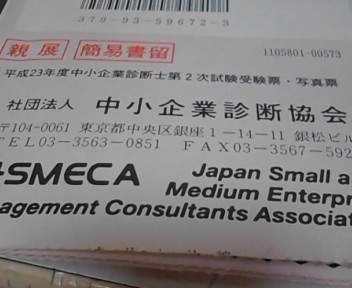 379-93-59672-3
親展 簡易書留
1105801-00573
平成23年度中小企業診断士第2次試験受験票・写真票
社団法人 中小企業診断協会
〒104-0061 東京都中央区銀座1-14-11 銀松ビル
TEL03-3563-0851 FAX03-3567-592
SMECA
Japan Small a
Medium Enterpr
agement Consultants Associat